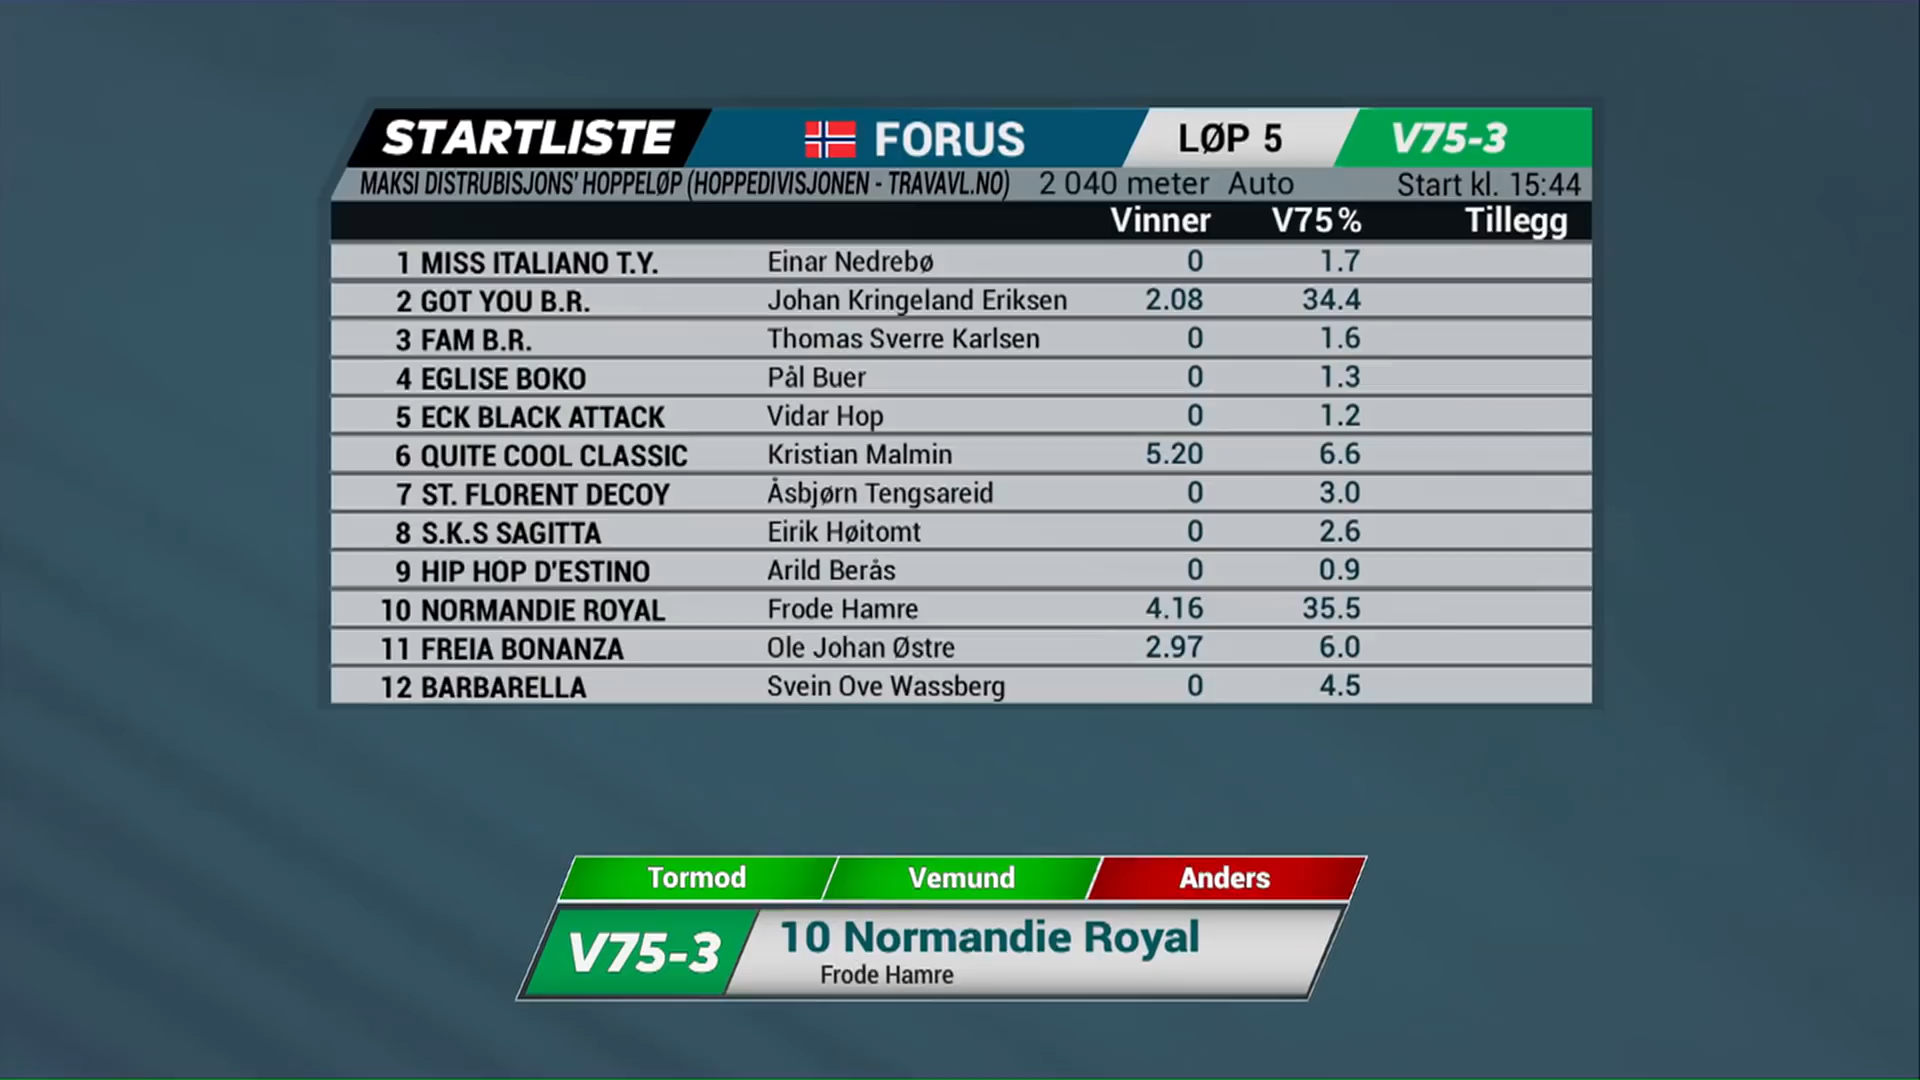 STARTLISTE FORUS LØP 5 V75-3
MAKSI DISTRUBISJONS' HOPPELØP (HOPPEDIVISJONEN - TRAVAVL.NO) 2 040 meter Auto Start kl. 15:44
Vinner V75% Tillegg
1 MISS ITALIANO T.Y. Einar Nedrebø 0 1.7
2 GOT YOU B.R. Johan Kringeland Eriksen 2.08 34.4
3 FAM B.R. Thomas Sverre Karlsen 0 1.6
4 EGLISE BOKO Pål Buer 0 1.3
5 ECK BLACK ATTACK Vidar Hop 0 1.2
6 QUITE COOL CLASSIC Kristian Malmin 5.20 6.6
7 ST. FLORENT DECOY Åsbjørn Tengsareid 0 3.0
8 S.K.S SAGITTA Eirik Høitomt 0 2.6
9 HIP HOP D'ESTINO Arild Berås 0 0.9
10 NORMANDIE ROYAL Frode Hamre 4.16 35.5
11 FREIA BONANZA Ole Johan Østre 2.97 6.0
12 BARBARELLA Svein Ove Wassberg 0 4.5
Tormod Vemund Anders
V75-3 10 Normandie Royal
Frode Hamre